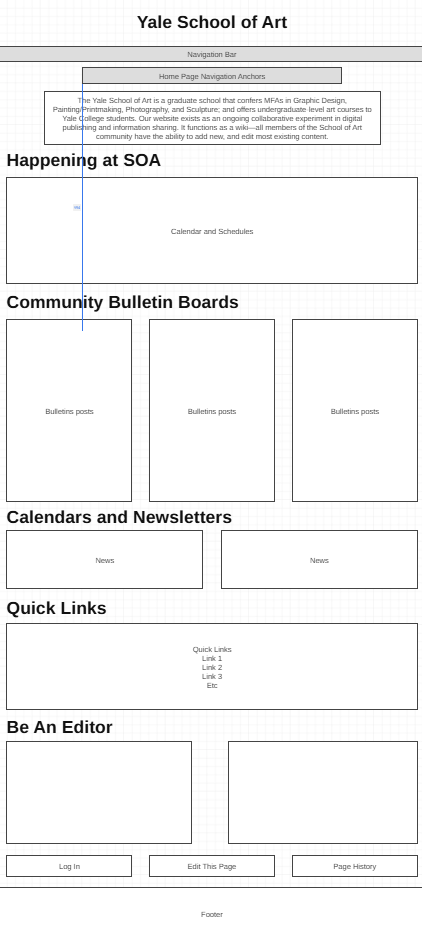 Yale School of Art
Navigation Bar
Home Page Navigation Anchors
The Yale School of Art is a graduate school that confers MFAs in Graphic Design,
Painting/Printmaking, Photography, and Sculpture; and offers undergraduate-level art courses to
Yale College students. Our website exists as an ongoing collaborative experiment in digital
publishing and information sharing. It functions as a wiki—all members of the School of Art
community have the ability to add new, and edit most existing content.
Happening at SOA
Calendar and Schedules
Community Bulletin Boards
Bulletins posts
Bulletins posts
Bulletins posts
Calendars and Newsletters
News
News
Quick Links
Quick Links
Link 1
Link 2
Link 3
Etc
Be An Editor
Log In
Edit This Page
Page History
Footer